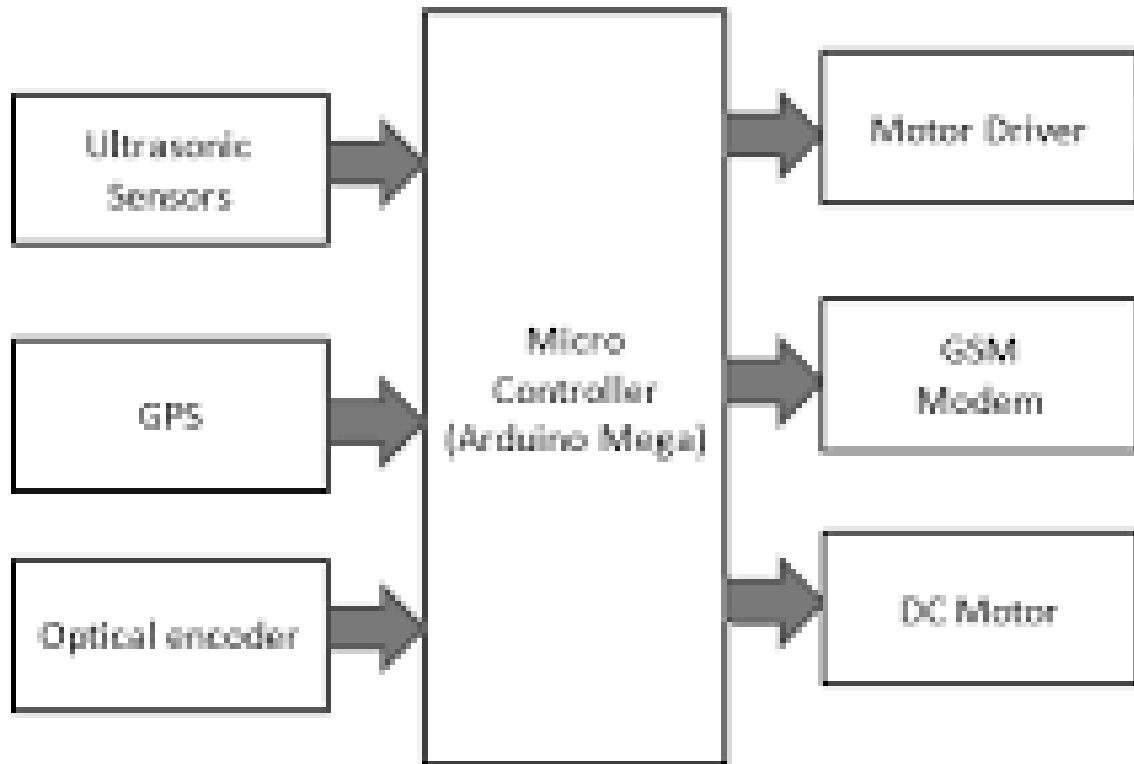 Ultrasonic
Sensors
GPS
Optical encoder
Micro
Controller
(Arduino Mega)
Motor Driver
GSM
Modem
DC Motor